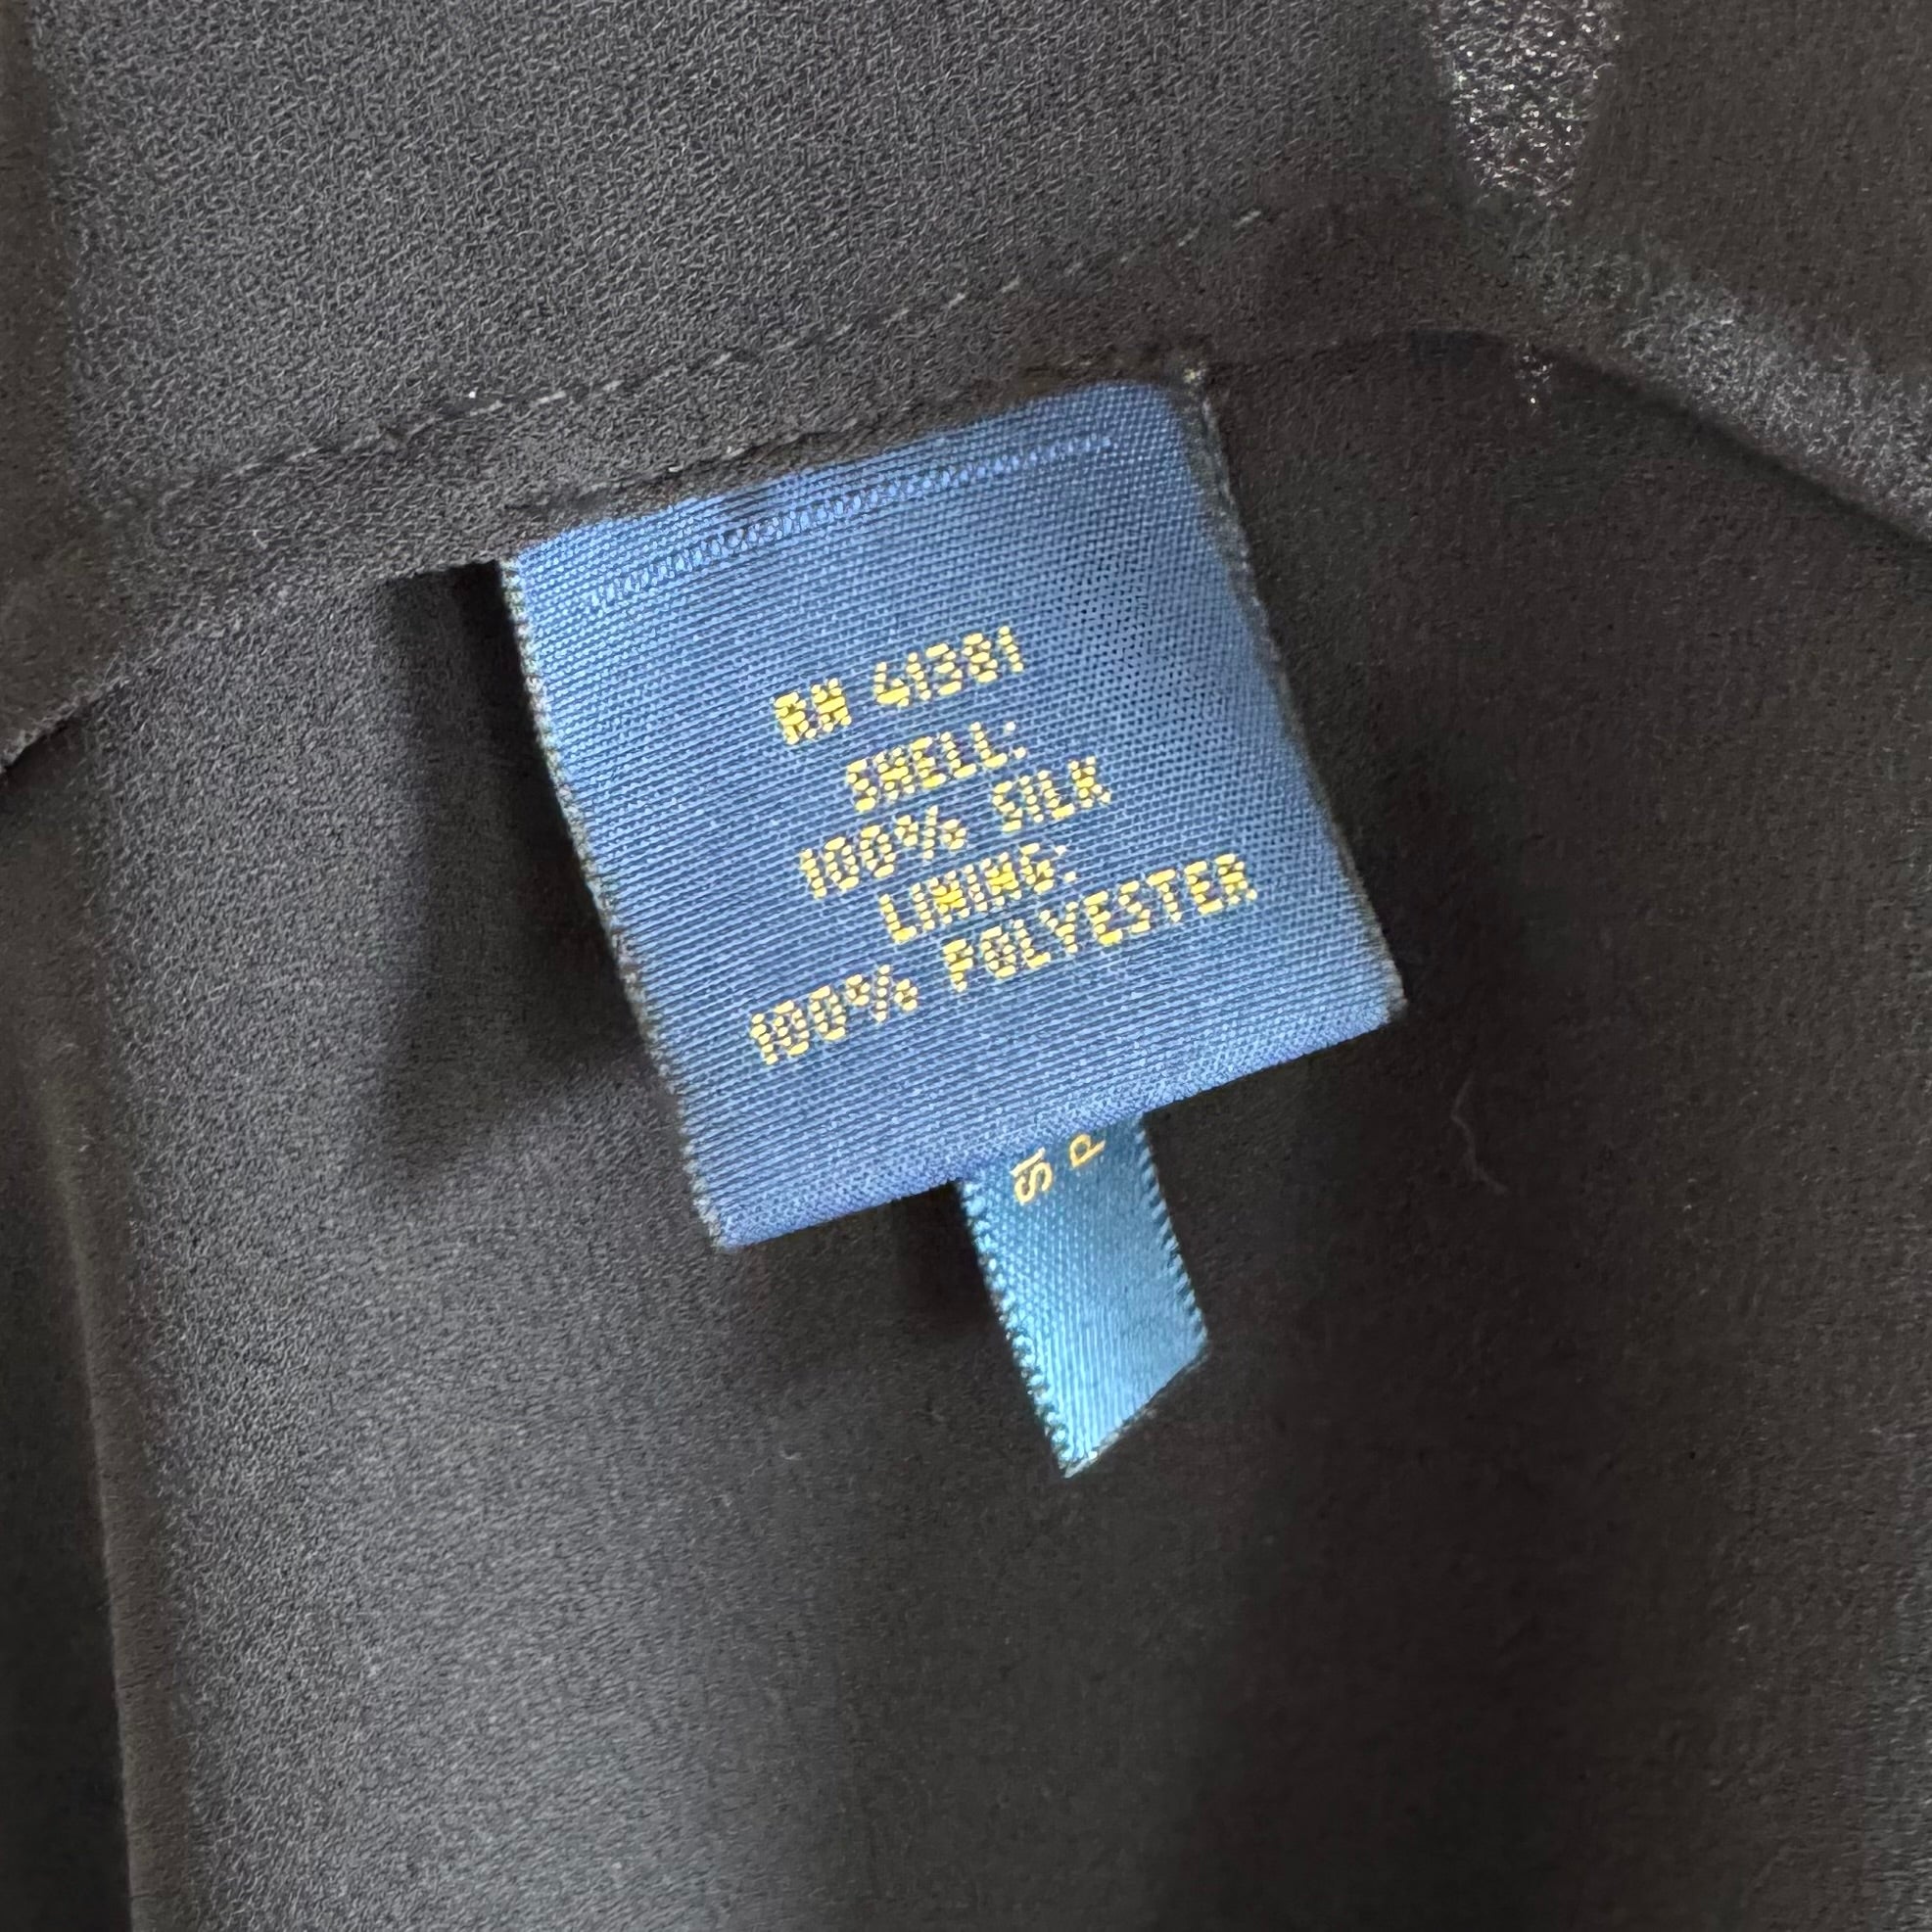 RN 41381
SHELL:
100% SILK
LINING:
100% POLYESTER
P